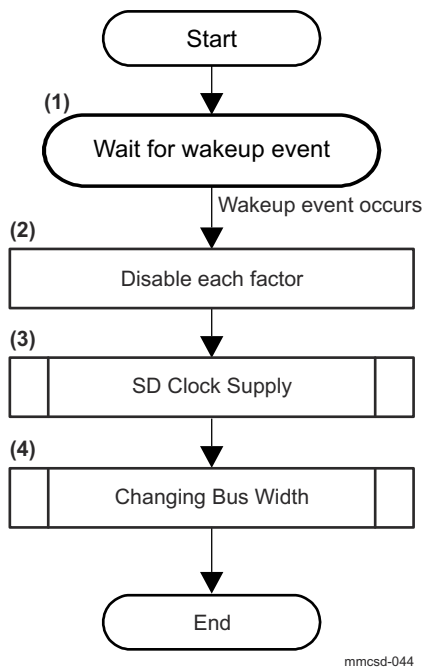 Start
(1)
Wait for wakeup event
Wakeup event occurs
(2)
Disable each factor
(3)
SD Clock Supply
(4)
Changing Bus Width
End
mmcsd-044